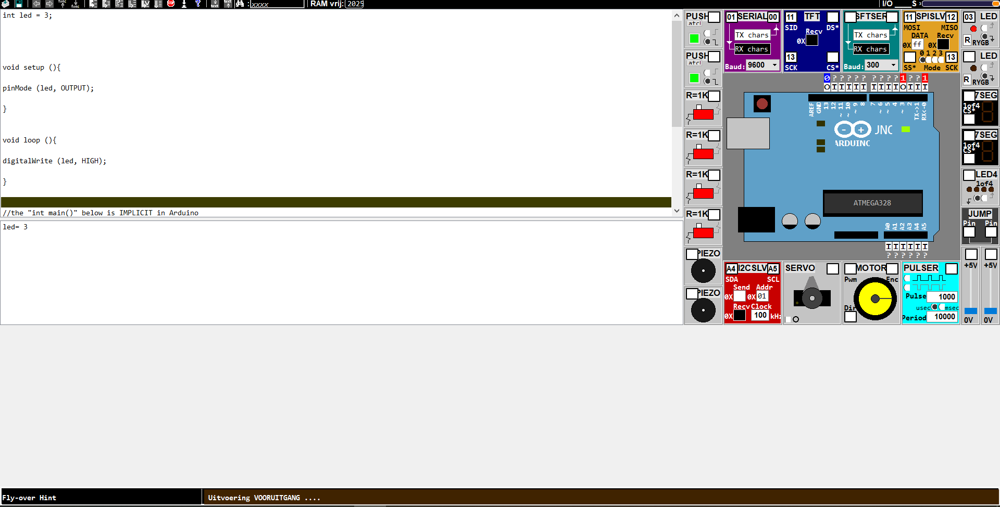 func func STOP ? text text : xxxx RAM vrij: 2025 I/O ____S
int led = 3;
void setup (){
pinMode (led, OUTPUT);
}
void loop (){
digitalWrite (led, HIGH);
}
//the "int main()" below is IMPLICIT in Arduino
led= 3
PUSH
PUSH
R=1K
R=1K
R=1K
R=1K
PIEZO
PIEZO
01 SERIAL 00
TX chars
RX chars
Baud: 9600
11 TFT
SID DS*
Recv
0X
13
SCK CS*
SFTSER
TX chars
RX chars
Baud: 300
11 SPISLV 12
MOSI MISO
DATA Recv
0X ff 0X
0 1 2 3
13
SS* Mode SCK
03 LED
R RYGB
LED
R RYGB
7SEG
1of4
CS*
7SEG
1of4
CS*
LED4
1of4
JUMP
Pin Pin
+5V +5V
0V 0V
0 ? ? ? ? ? ? ? ? ? 1 ? ? 1
O I I I I I I I I I O I I I
AREF GND 13 12 ~11 ~10 ~9 8 7 ~6 ~5 4 ~3 2 TX->1 RX<-0
UNO
ARDUINO
ATMEGA328
A0 A1 A2 A3 A4 A5
I I I I I I
? ? ? ? ? ?
A4 I2CSLV A5
SDA SCL
Send Addr
0X 0X 01
Recv Clock
0X 100 kHz
SERVO
MOTOR
Pwm Enc
Dir
PULSER
Pulse 1000
usec msec
Period 10000
Fly-over Hint
Uitvoering VOORUITGANG ....